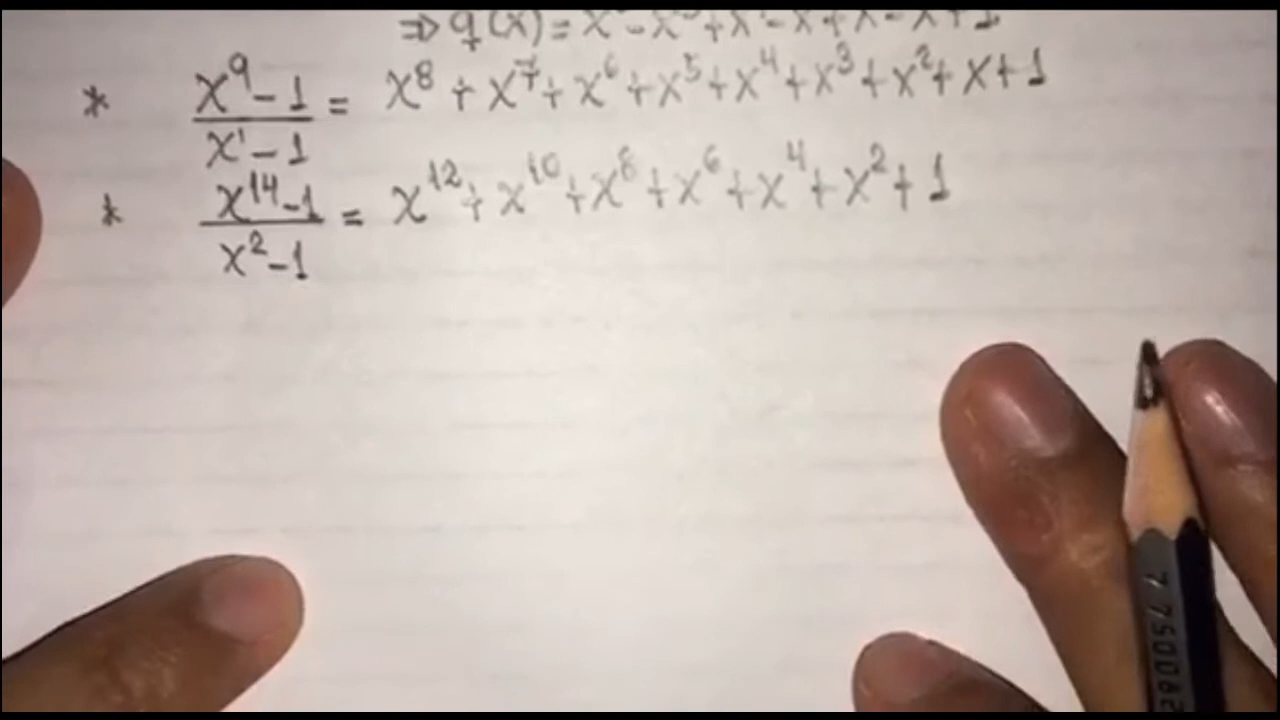 ⇒ q(x) =
* x⁹ - 1 / x¹ - 1 = x⁸ + x⁷ + x⁶ + x⁵ + x⁴ + x³ + x² + x + 1
* x¹⁴ - 1 / x² - 1 = x¹² + x¹⁰ + x⁸ + x⁶ + x⁴ + x² + 1